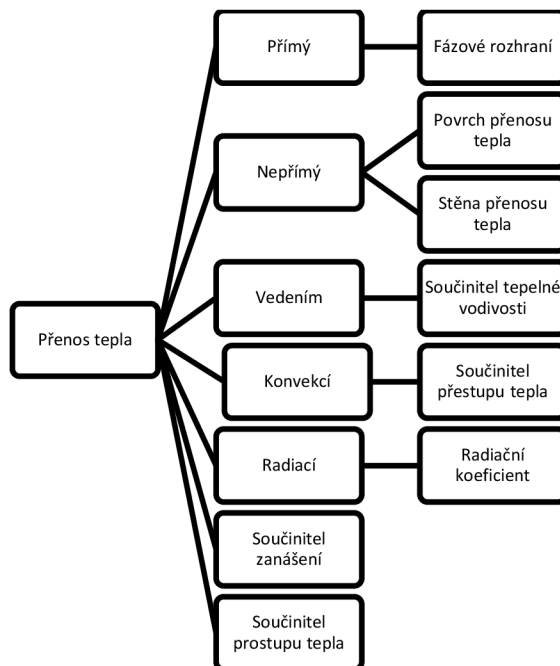 Přímý
Fázové rozhraní
Povrch přenosu
tepla
Nepřímý
Stěna přenosu
tepla
Vedením
Součinitel tepelné
vodivosti
Přenos tepla
Konvekcí
Součinitel
přestupu tepla
Radiací
Radiační
koeficient
Součinitel
zanášení
Součinitel
prostupu tepla